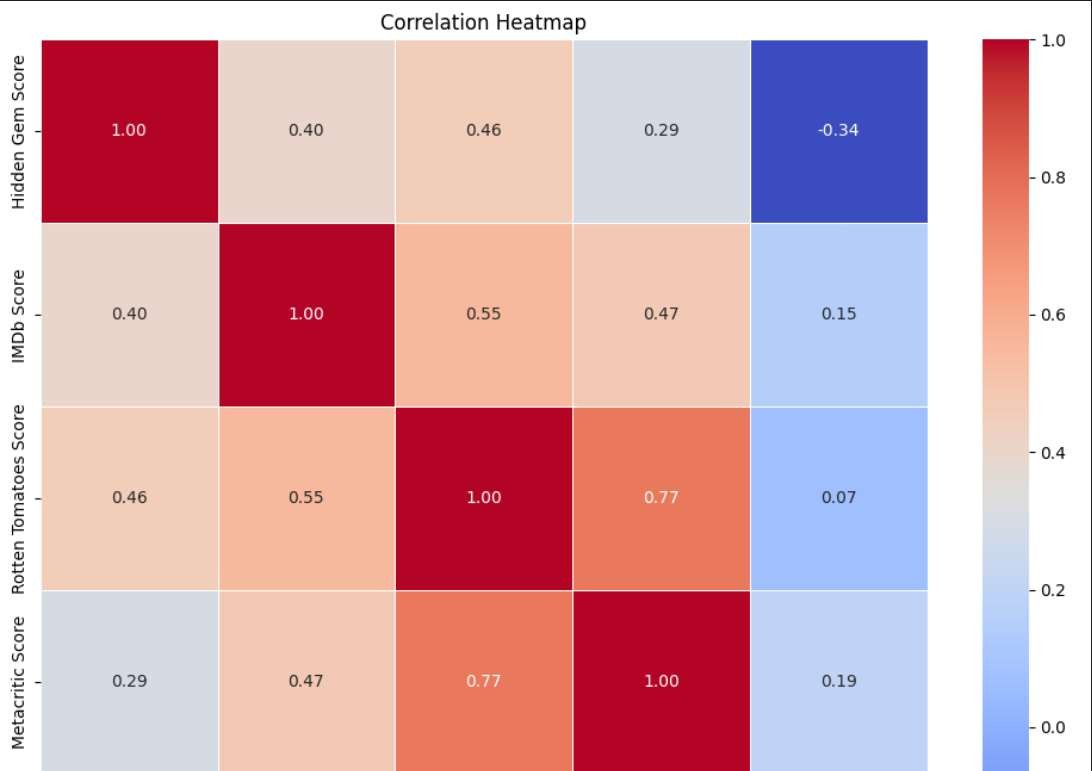 Correlation Heatmap
Hidden Gem Score
1.00 0.40 0.46 0.29 -0.34
IMDb Score
0.40 1.00 0.55 0.47 0.15
Rotten Tomatoes Score
0.46 0.55 1.00 0.77 0.07
Metacritic Score
0.29 0.47 0.77 1.00 0.19
1.0
0.8
0.6
0.4
0.2
0.0